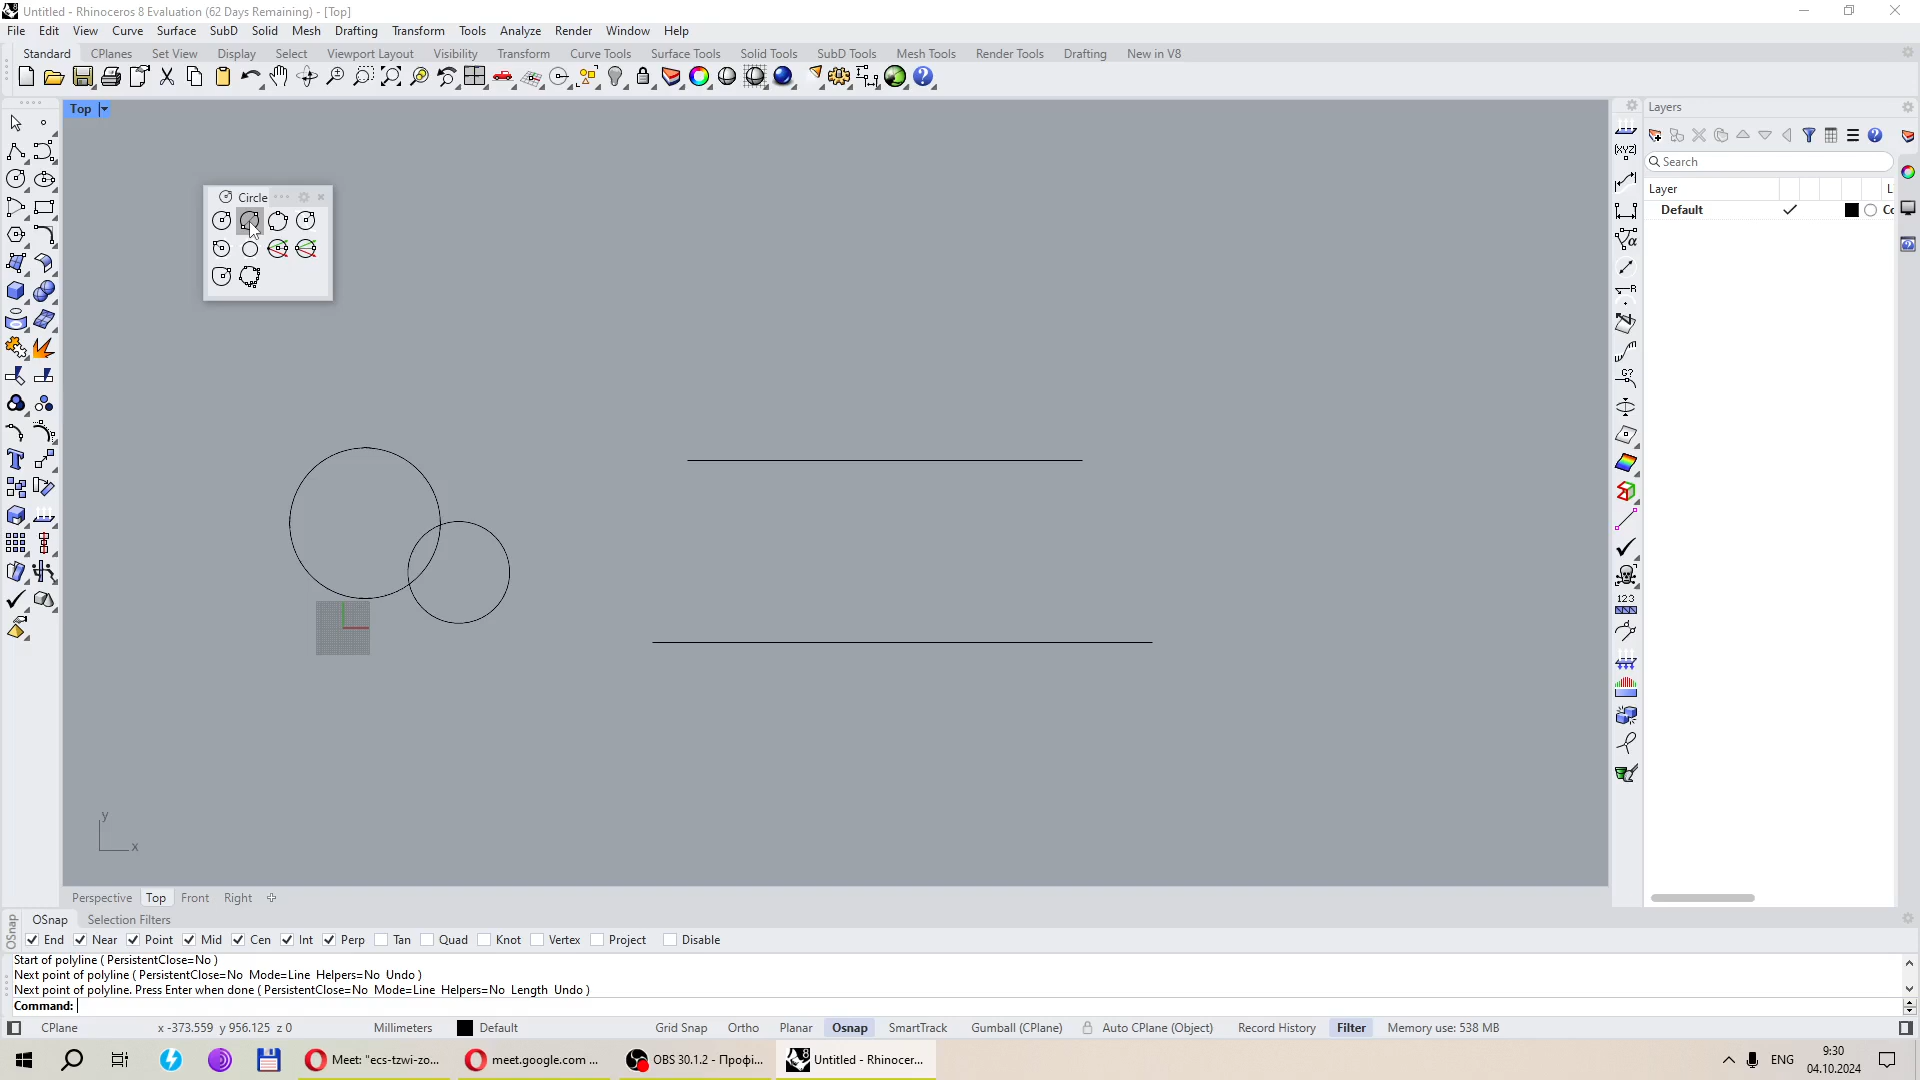 Untitled - Rhinoceros 8 Evaluation (62 Days Remaining) - [Top]
File Edit View Curve Surface SubD Solid Mesh Drafting Transform Tools Analyze Render Window Help
Standard CPlanes Set View Display Select Viewport Layout Visibility Transform Curve Tools Surface Tools Solid Tools SubD Tools Mesh Tools Render Tools Drafting New in V8
Top
Layers
Search
Layer L
Default Co
Circle
(XYZ)
R
G?
123
y
x
Perspective Top Front Right
OSnap
OSnap Selection Filters
End Near Point Mid Cen Int Perp Tan Quad Knot Vertex Project Disable
Start of polyline ( PersistentClose=No )
Next point of polyline ( PersistentClose=No Mode=Line Helpers=No Undo )
Next point of polyline. Press Enter when done ( PersistentClose=No Mode=Line Helpers=No Length Undo )
Command:
CPlane x -373.559 y 956.125 z 0 Millimeters Default Grid Snap Ortho Planar Osnap SmartTrack Gumball (CPlane) Auto CPlane (Object) Record History Filter Memory use: 538 MB
Meet: "ecs-tzwi-zo... meet.google.com ... OBS 30.1.2 - Профі... Untitled - Rhinocer... ENG 9:30
04.10.2024